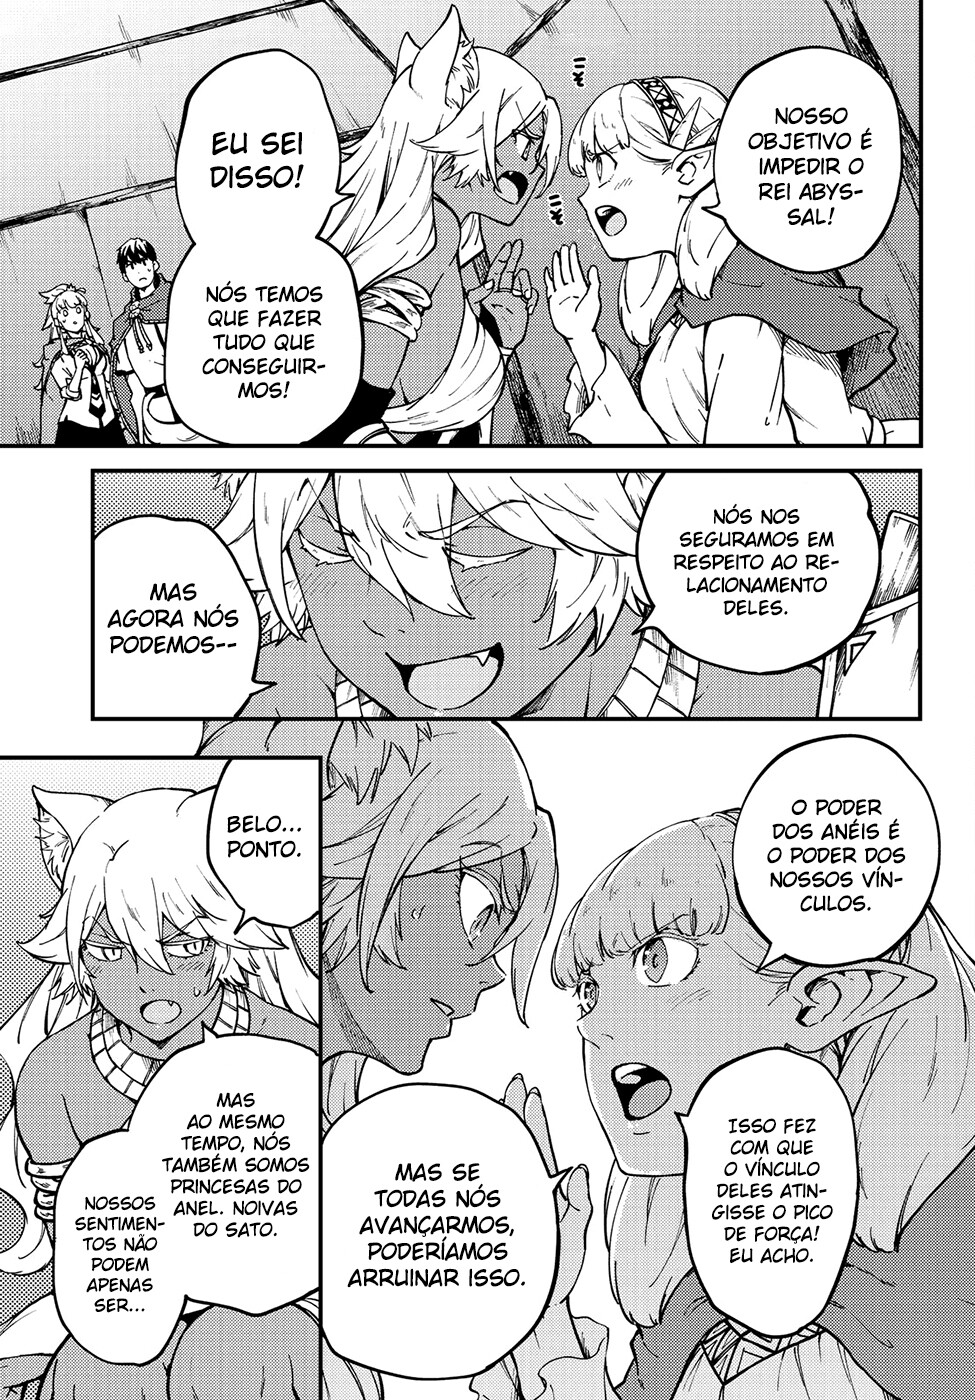 NOSSO
OBJETIVO É
IMPEDIR O
REI ABYS-
SAL!
EU SEI
DISSO!
NÓS TEMOS
QUE FAZER
TUDO QUE
CONSEGUIR-
MOS!
NÓS NOS
SEGURAMOS EM
RESPEITO AO RE-
LACIONAMENTO
DELES.
MAS
AGORA NÓS
PODEMOS--
O PODER
DOS ANÉIS É
O PODER DOS
NOSSOS VÍN-
CULOS.
ISSO FEZ
COM QUE
O VÍNCULO
DELES ATIN-
GISSE O PICO
DE FORÇA!
EU ACHO.
MAS SE
TODAS NÓS
AVANÇARMOS,
PODERÍAMOS
ARRUINAR ISSO.
BELO...
PONTO.
MAS
AO MESMO
TEMPO, NÓS
TAMBÉM SOMOS
PRINCESAS DO
ANEL. NOIVAS
DO SATO.
NOSSOS
SENTIMEN-
TOS NÃO
PODEM
APENAS
SER...